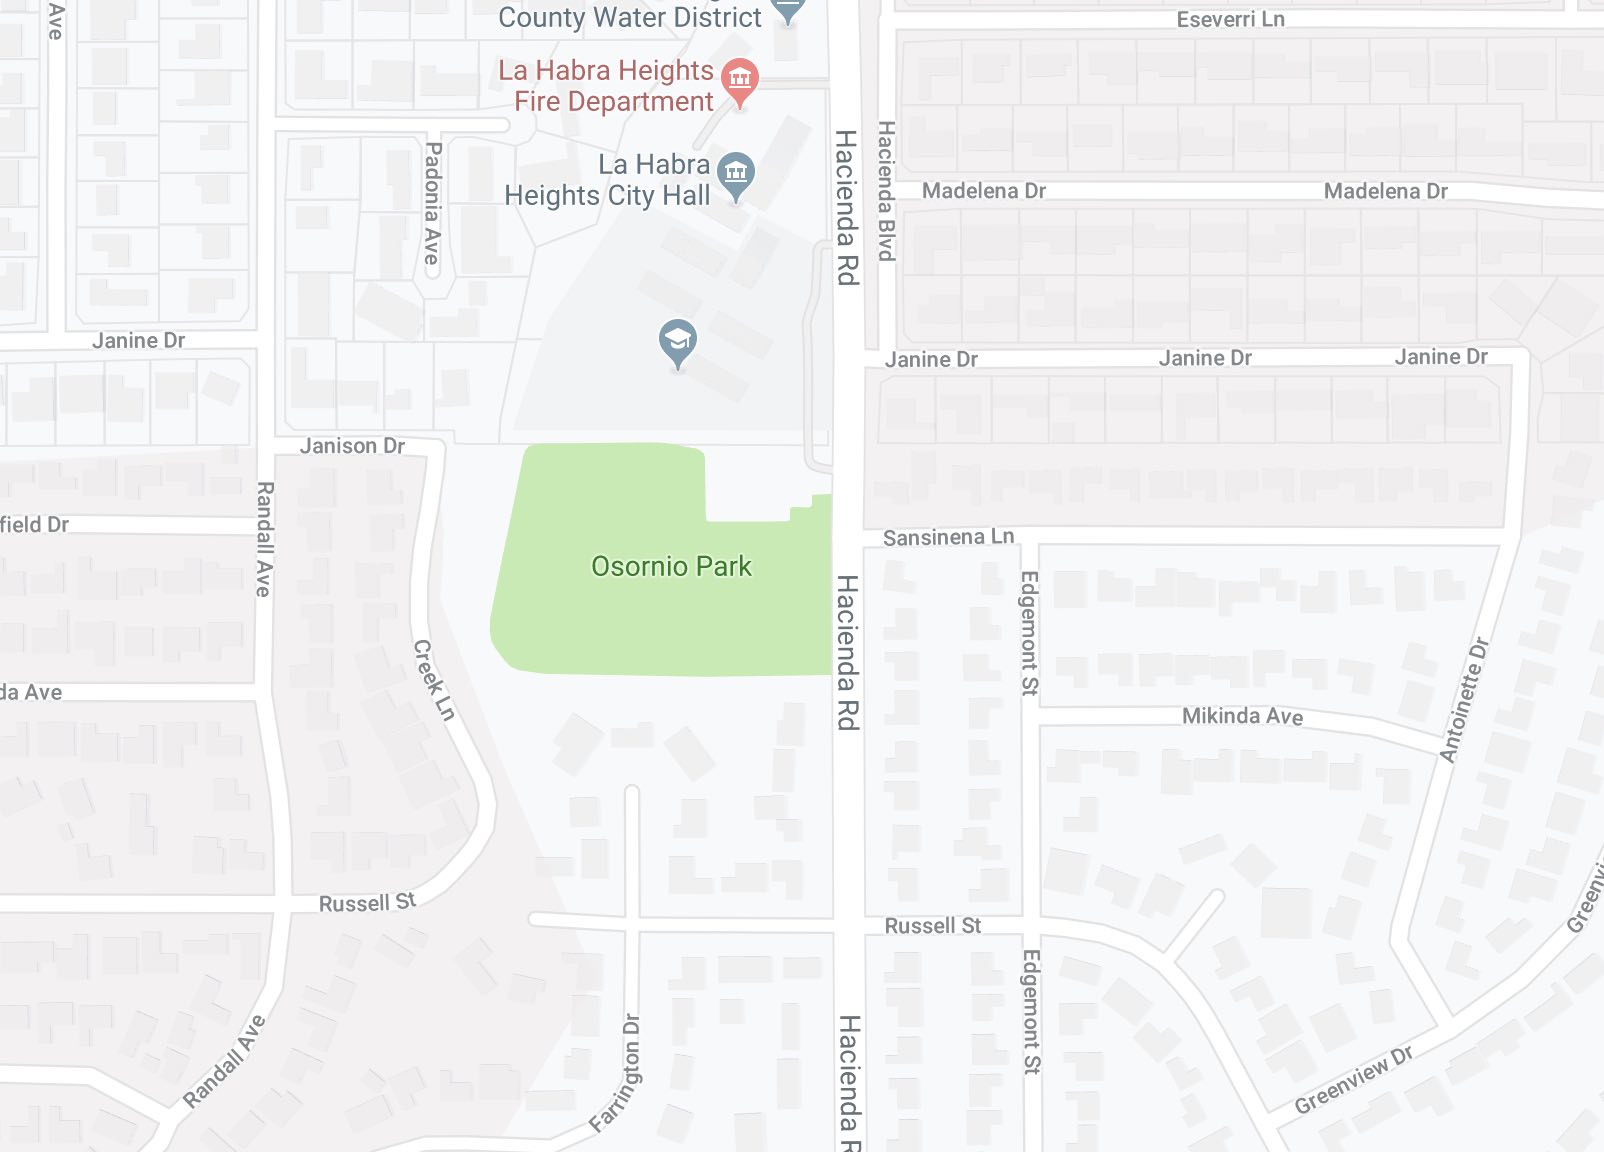 Ave
County Water District
Eseverri Ln
La Habra Heights
Fire Department
La Habra
Heights City Hall
Padonia Ave
Hacienda Rd
Hacienda Blvd
Madelena Dr
Madelena Dr
Janine Dr
Janine Dr
Janine Dr
Janine Dr
Janison Dr
Randall Ave
field Dr
Sansinena Ln
Osornio Park
Hacienda Rd
Edgemont St
Creek Ln
da Ave
Mikinda Ave
Antoinette Dr
Russell St
Russell St
Greenvi
Edgemont St
Randall Ave
Farrington Dr
Hacienda R
Greenview Dr